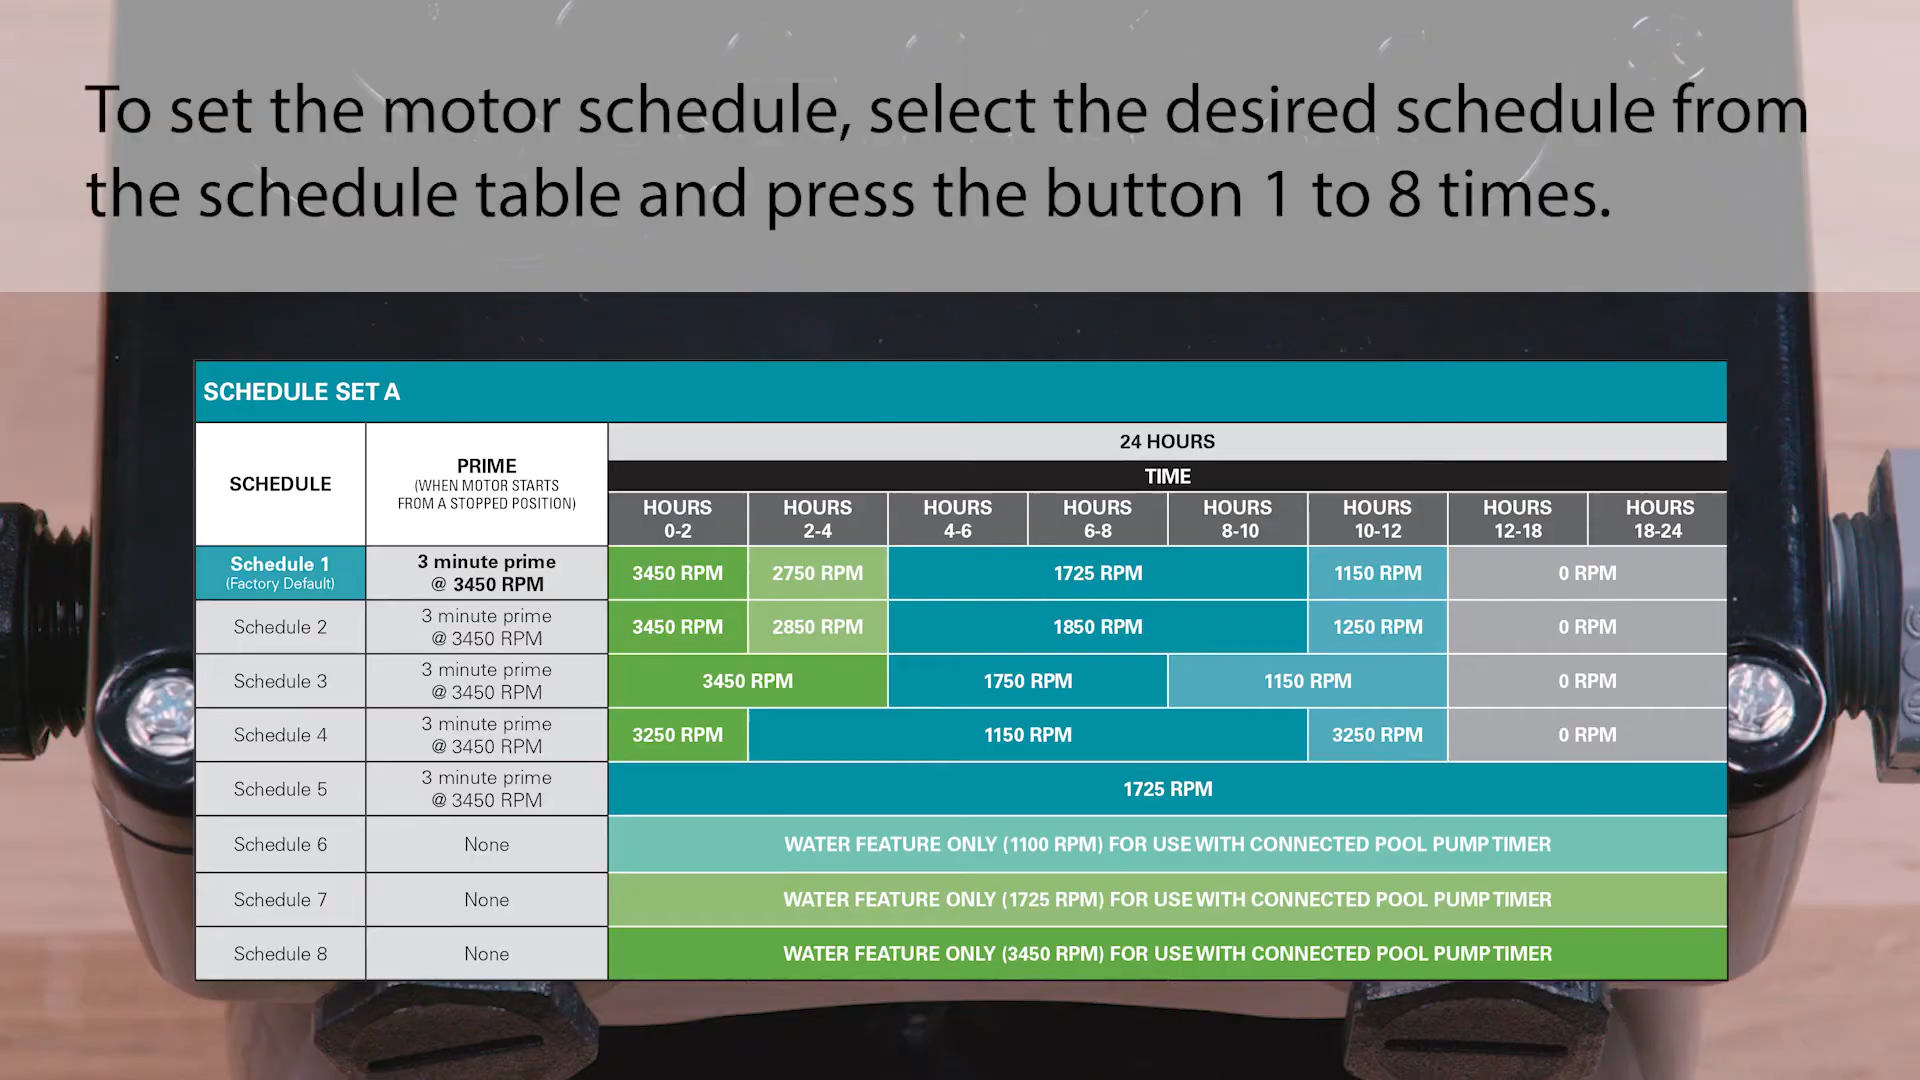 To set the motor schedule, select the desired schedule from
the schedule table and press the button 1 to 8 times.
SCHEDULE SET A
SCHEDULE
PRIME
(WHEN MOTOR STARTS
FROM A STOPPED POSITION)
24 HOURS
TIME
HOURS 0-2
HOURS 2-4
HOURS 4-6
HOURS 6-8
HOURS 8-10
HOURS 10-12
HOURS 12-18
HOURS 18-24
Schedule 1
(Factory Default)
3 minute prime
@ 3450 RPM
3450 RPM
2750 RPM
1725 RPM
1150 RPM
0 RPM
Schedule 2
3 minute prime
@ 3450 RPM
3450 RPM
2850 RPM
1850 RPM
1250 RPM
0 RPM
Schedule 3
3 minute prime
@ 3450 RPM
3450 RPM
1750 RPM
1150 RPM
0 RPM
Schedule 4
3 minute prime
@ 3450 RPM
3250 RPM
1150 RPM
3250 RPM
0 RPM
Schedule 5
3 minute prime
@ 3450 RPM
1725 RPM
Schedule 6
None
WATER FEATURE ONLY (1100 RPM) FOR USE WITH CONNECTED POOL PUMP TIMER
Schedule 7
None
WATER FEATURE ONLY (1725 RPM) FOR USE WITH CONNECTED POOL PUMP TIMER
Schedule 8
None
WATER FEATURE ONLY (3450 RPM) FOR USE WITH CONNECTED POOL PUMP TIMER